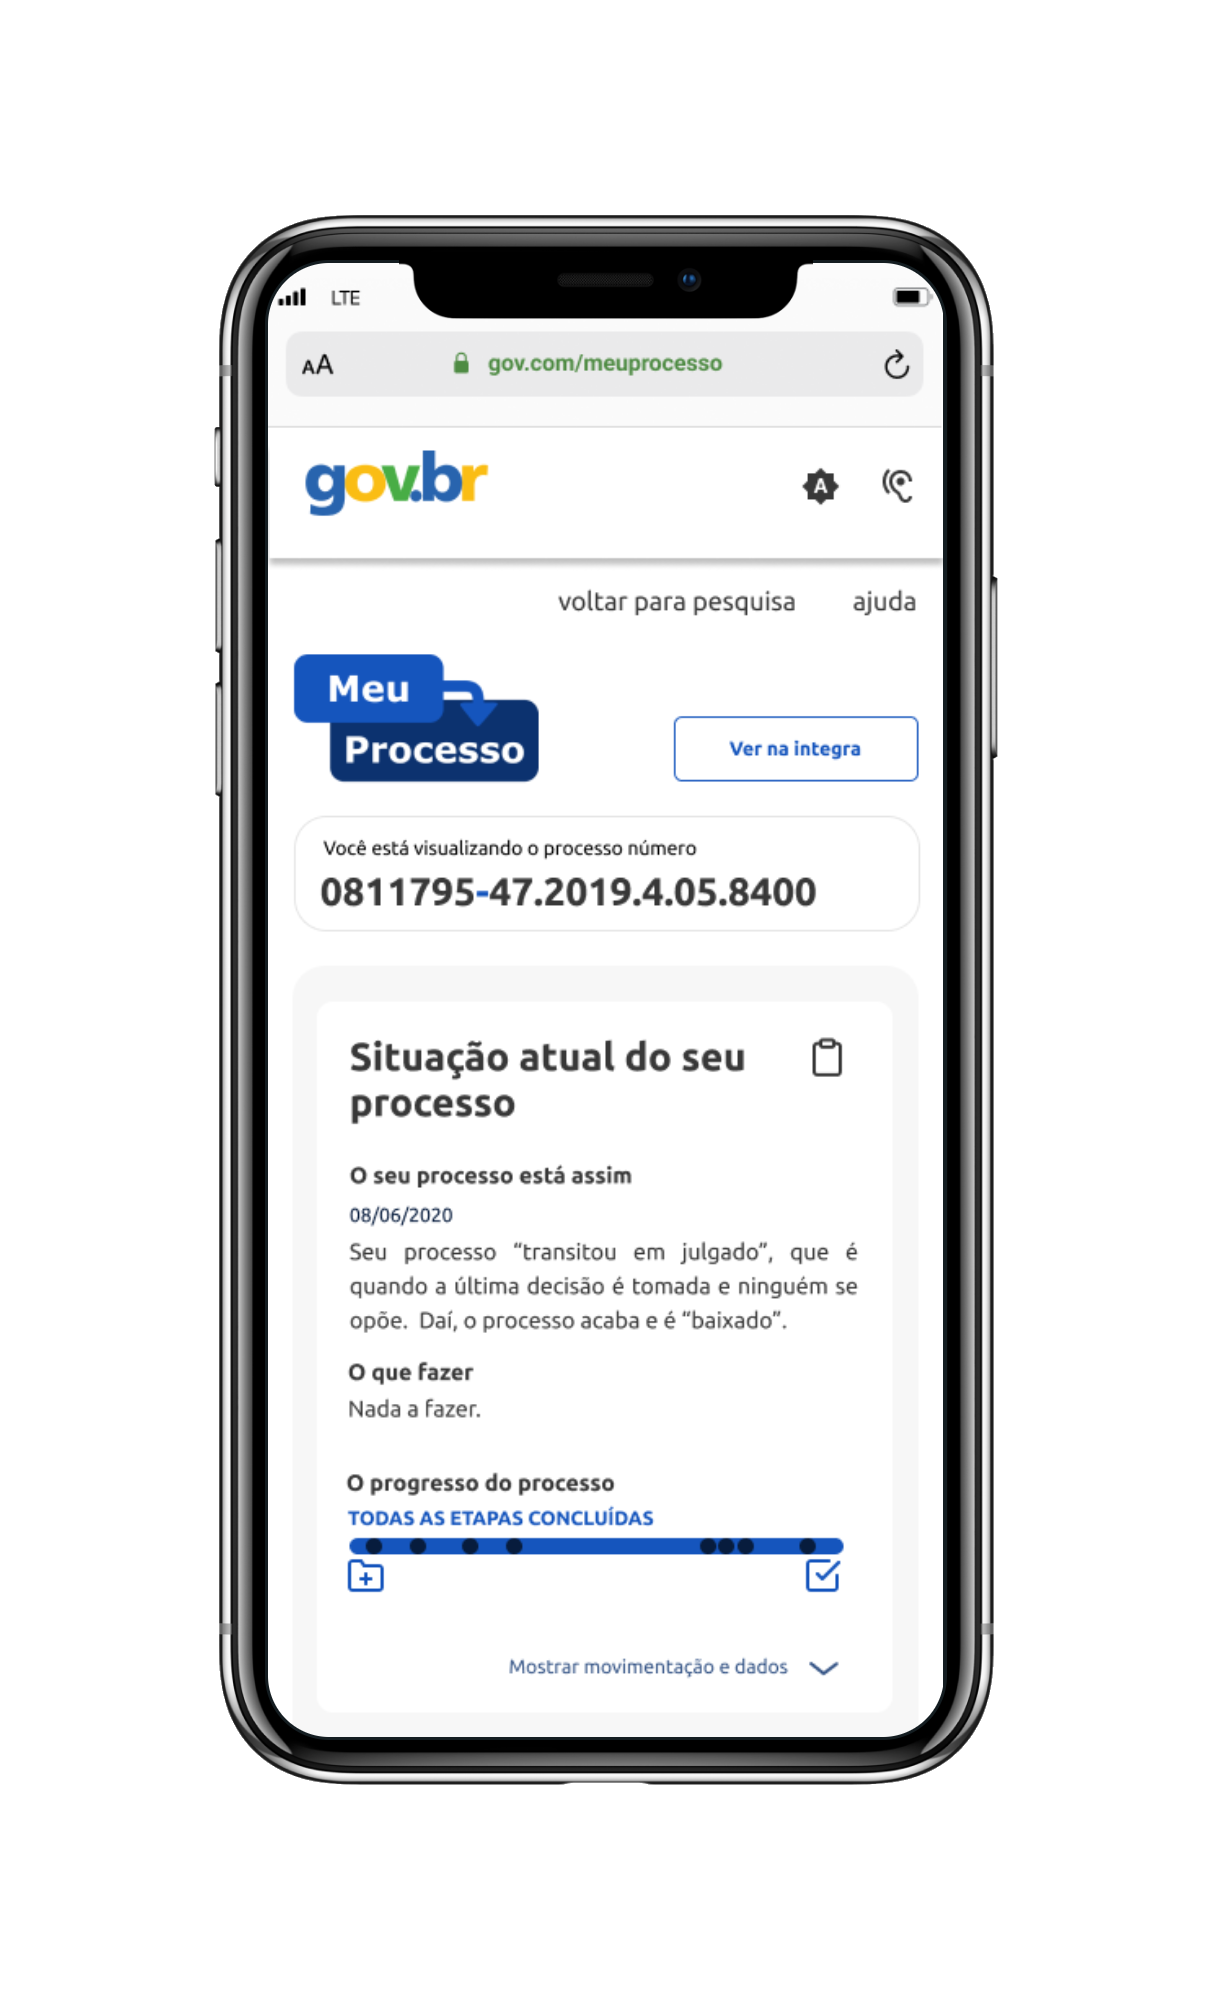 LTE
AA gov.com/meuprocesso
gov.br
A
voltar para pesquisa ajuda
Meu
Processo
Ver na integra
Você está visualizando o processo número
0811795-47.2019.4.05.8400
Situação atual do seu
processo
O seu processo está assim
08/06/2020
Seu processo “transitou em julgado”, que é
quando a última decisão é tomada e ninguém se
opõe. Daí, o processo acaba e é “baixado”.
O que fazer
Nada a fazer.
O progresso do processo
TODAS AS ETAPAS CONCLUÍDAS
Mostrar movimentação e dados